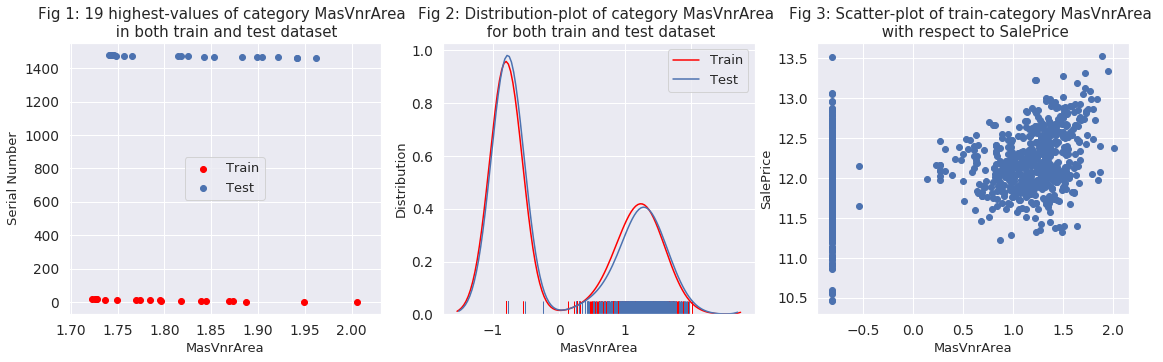 Fig 1: 19 highest-values of category MasVnrArea
in both train and test dataset
1400
1200
1000
800
600
400
200
0
Serial Number
Train
Test
1.70
1.75
1.80
1.85
1.90
1.95
2.00
MasVnrArea
Fig 2: Distribution-plot of category MasVnrArea
for both train and test dataset
1.0
0.8
0.6
0.4
0.2
0.0
Distribution
Train
Test
−1
0
1
2
MasVnrArea
Fig 3: Scatter-plot of train-category MasVnrArea
with respect to SalePrice
13.5
13.0
12.5
12.0
11.5
11.0
10.5
SalePrice
−0.5
0.0
0.5
1.0
1.5
2.0
MasVnrArea